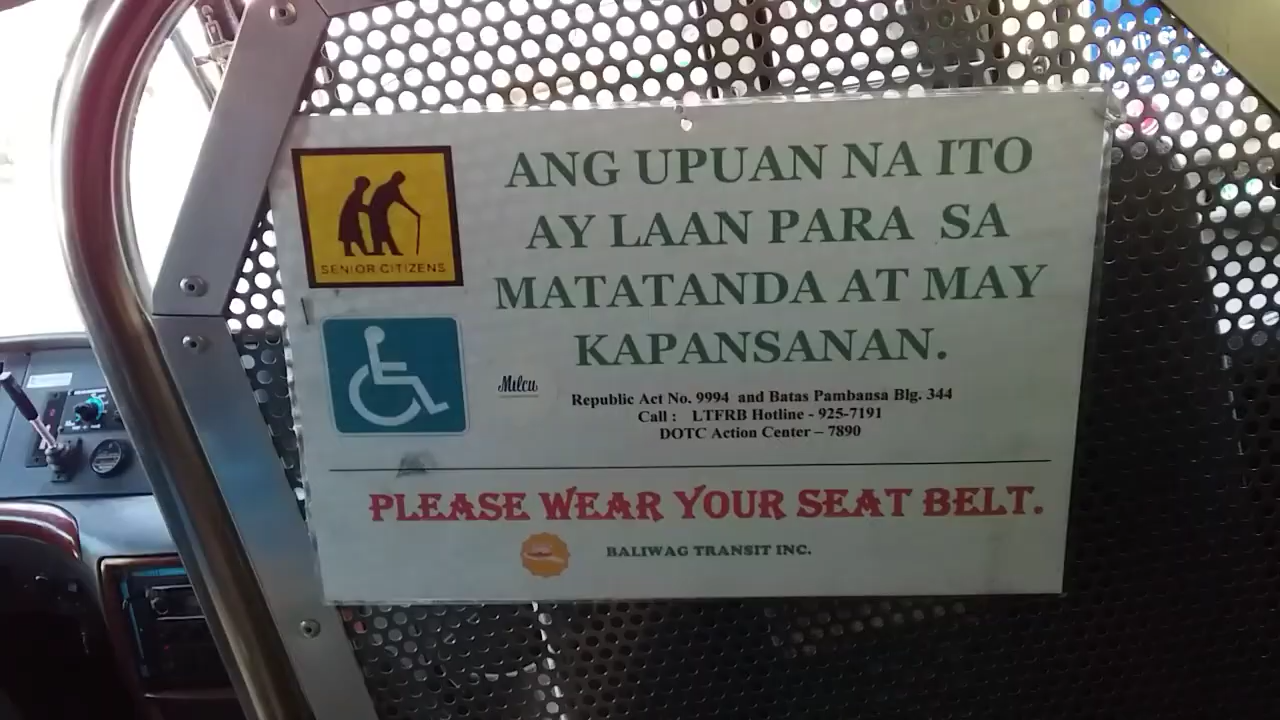 SENIOR CITIZENS
ANG UPUAN NA ITO
AY LAAN PARA SA
MATATANDA AT MAY
KAPANSANAN.
Milcu
Republic Act No. 9994 and Batas Pambansa Blg. 344
Call : LTFRB Hotline - 925-7191
DOTC Action Center – 7890
PLEASE WEAR YOUR SEAT BELT.
BALIWAG TRANSIT INC.